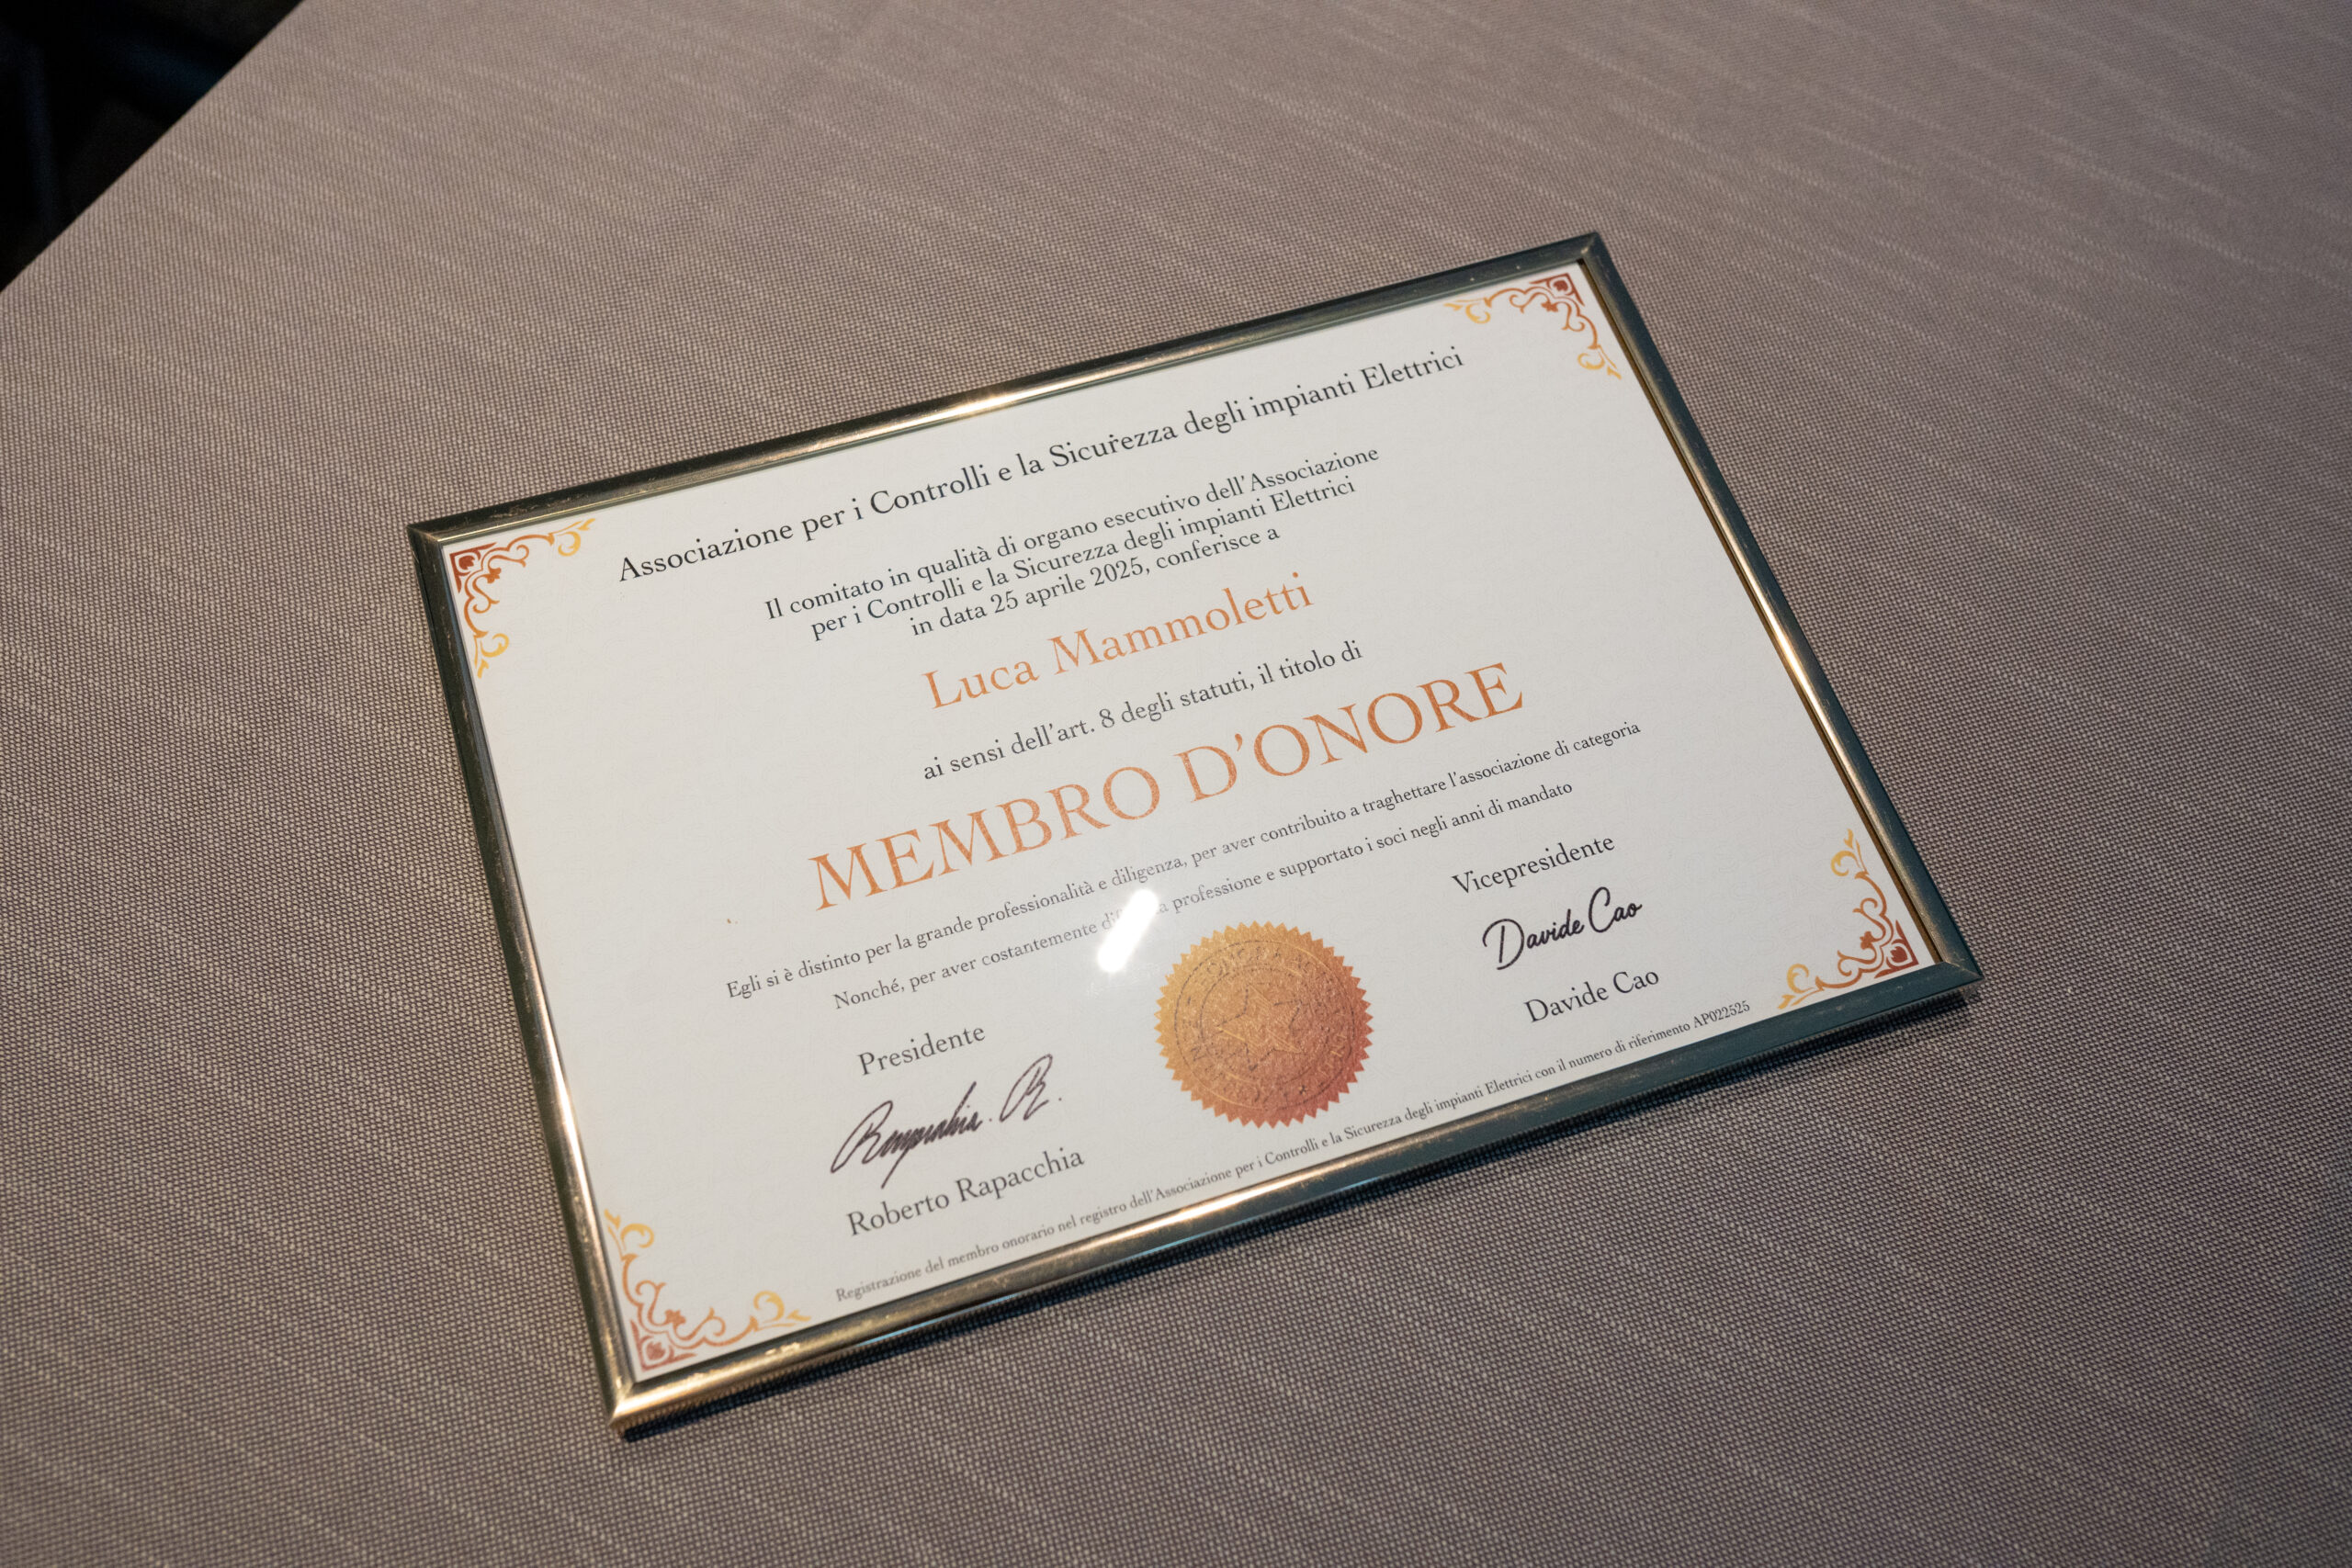 Associazione per i Controlli e la Sicurezza degli impianti Elettrici
Il comitato in qualità di organo esecutivo dell'Associazione
per i Controlli e la Sicurezza degli impianti Elettrici
in data 25 aprile 2025, conferisce a
Luca Mammoletti
ai sensi dell'art. 8 degli statuti, il titolo di
MEMBRO D'ONORE
Egli si è distinto per la grande professionalità e diligenza, per aver contribuito a traghettare l'associazione di categoria
Nonché, per aver costantemente professione e supportato i soci negli anni di mandato
Presidente
Rapacchia. R.
Roberto Rapacchia
Vicepresidente
Davide Cao
Davide Cao
Registrazione del membro onorario nel registro dell'Associazione per i Controlli e la Sicurezza degli impianti Elettrici con il numero di riferimento AP022525